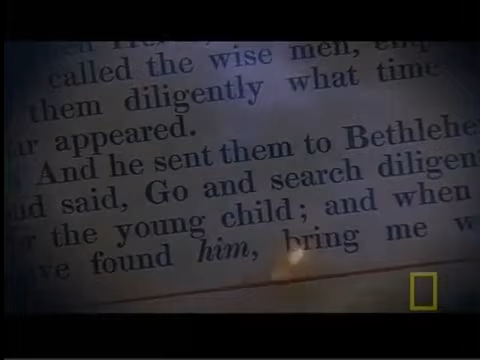 called the wise men,
them diligently what time
appeared.
And he sent them to Bethlehe
said, Go and search diligen
the young child; and when
ve found him, bring me w